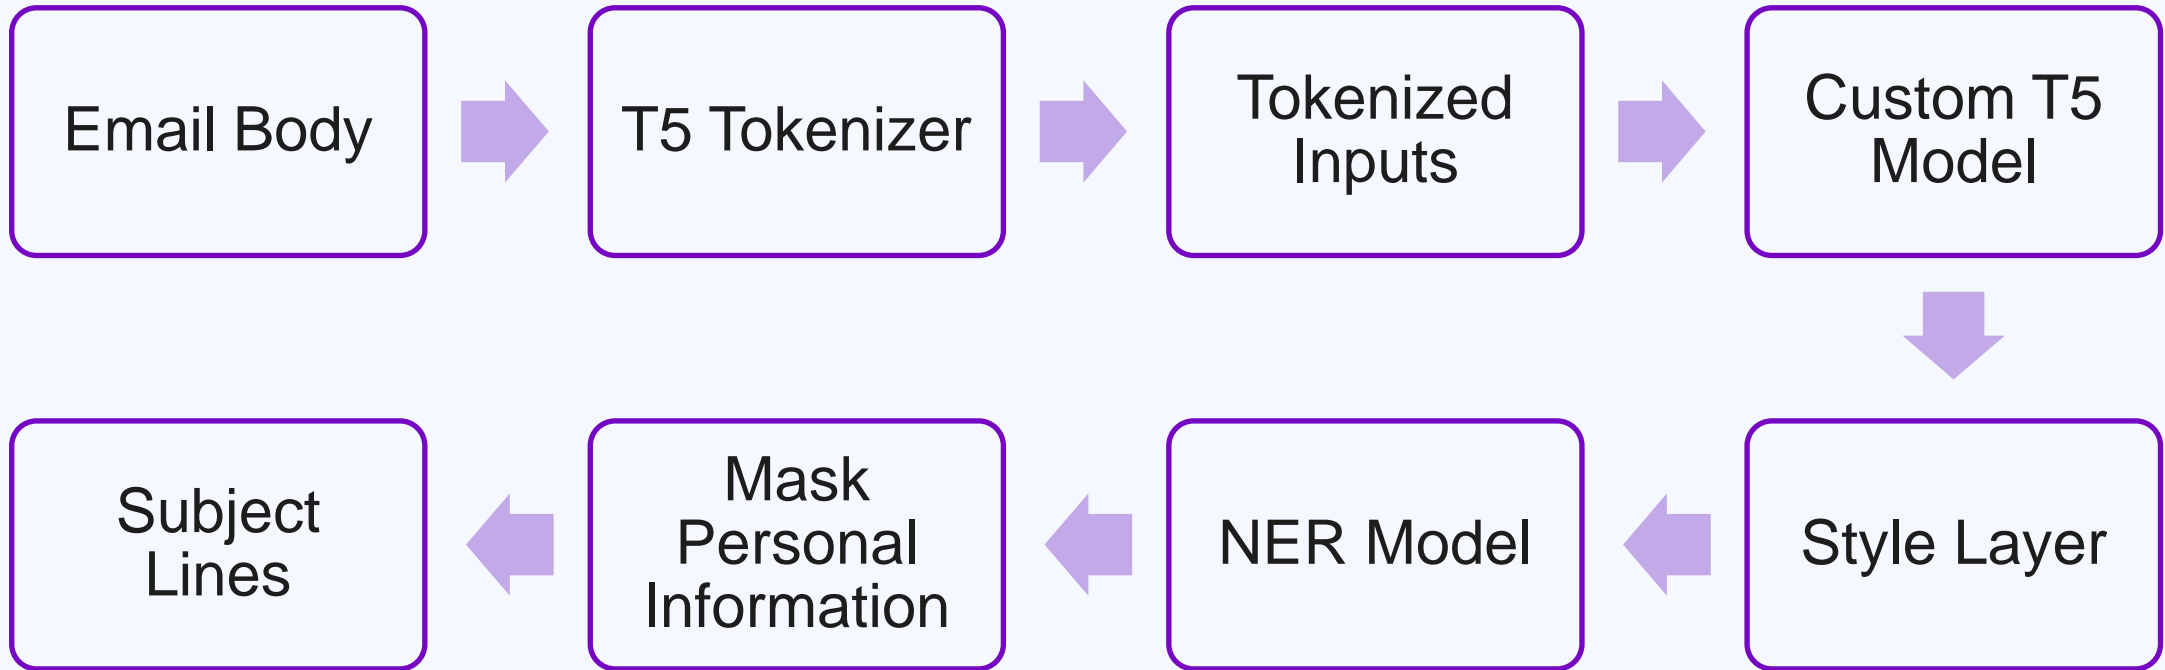 Email Body
T5 Tokenizer
Tokenized
Inputs
Custom T5
Model
Subject
Lines
Mask
Personal
Information
NER Model
Style Layer